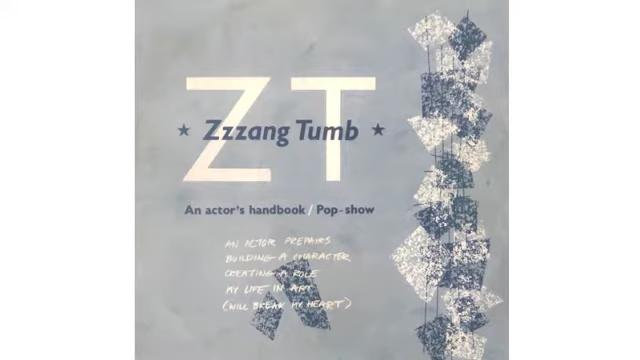 ZT
★ Zzzang Tumb ★
An actor's handbook / Pop-show
AN ACTOR PREPARES
BUILDING A CHARACTER
CREATING A ROLE
MY LIFE IN ART
(WILL BREAK MY HEART)